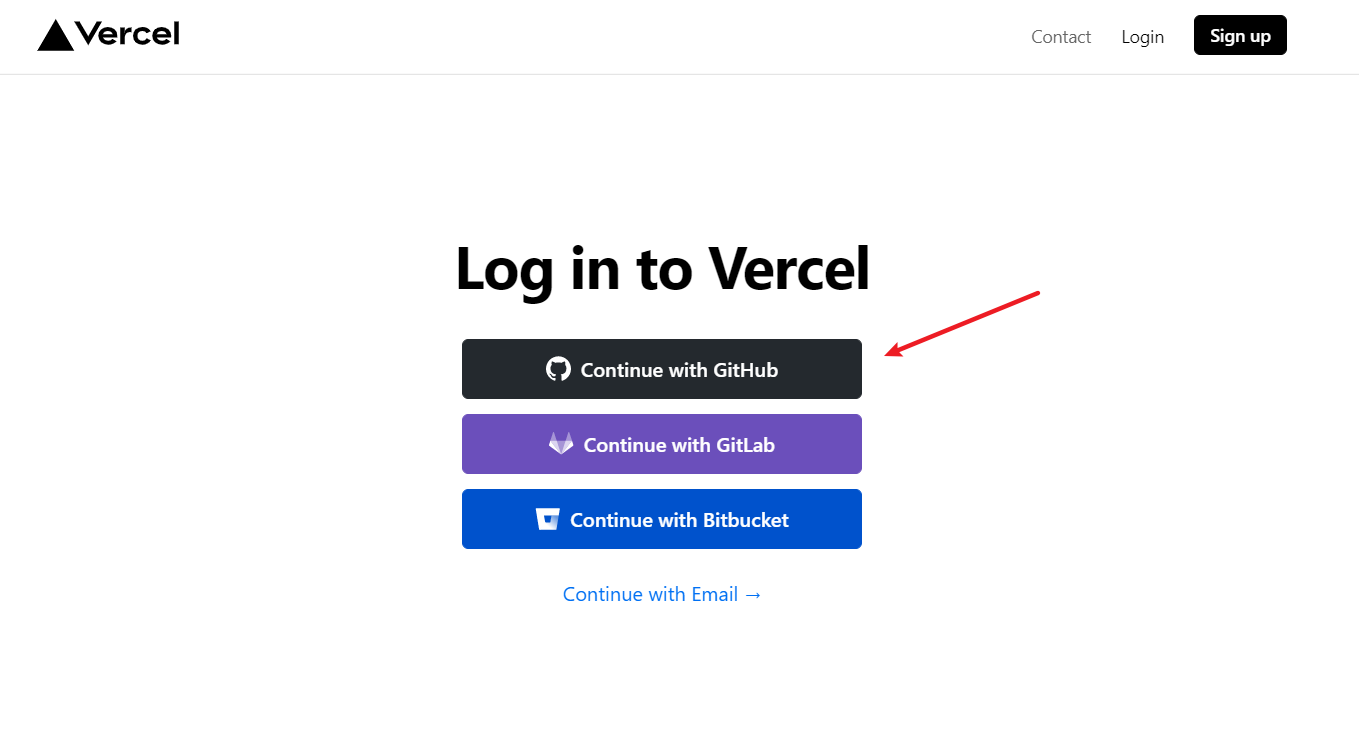 Vercel
Contact
Login
Sign up
Log in to Vercel
Continue with GitHub
Continue with GitLab
Continue with Bitbucket
Continue with Email →